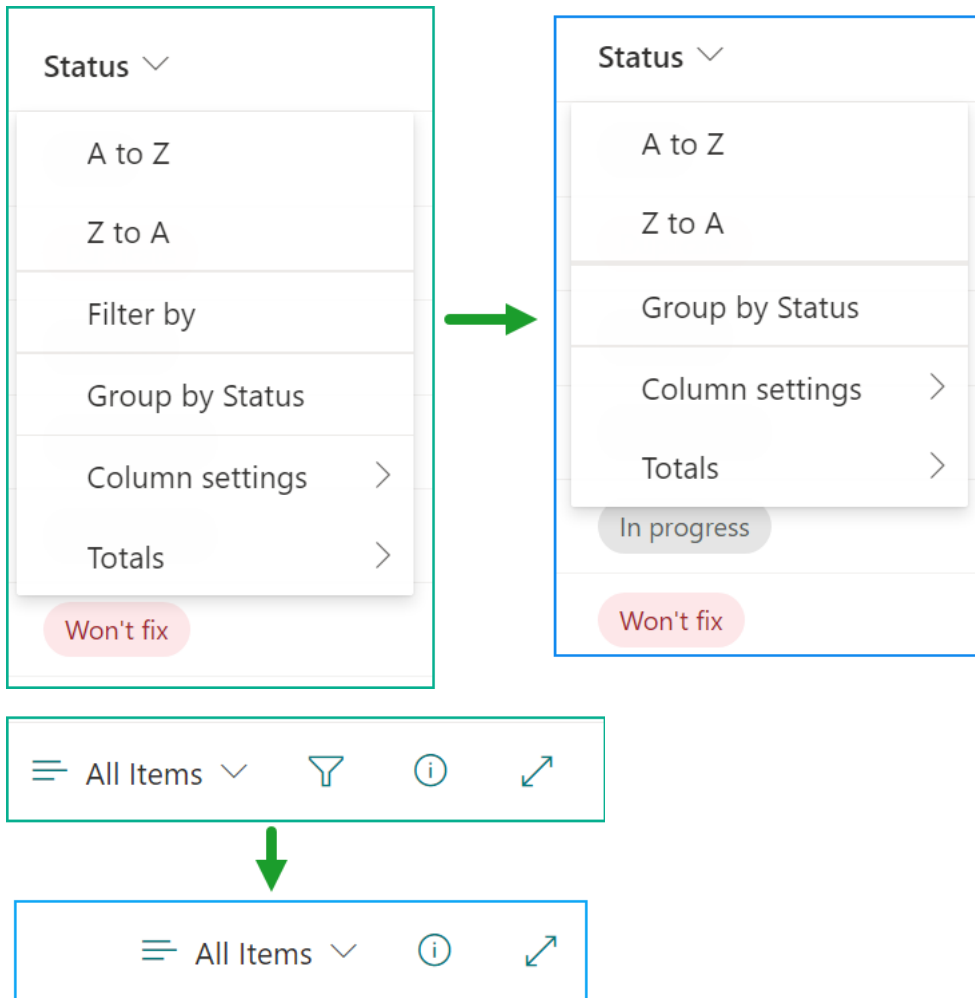 Status
A to Z
Z to A
Filter by
Group by Status
Column settings
Totals
Won't fix
Status
A to Z
Z to A
Group by Status
Column settings
Totals
In progress
Won't fix
All Items
All Items